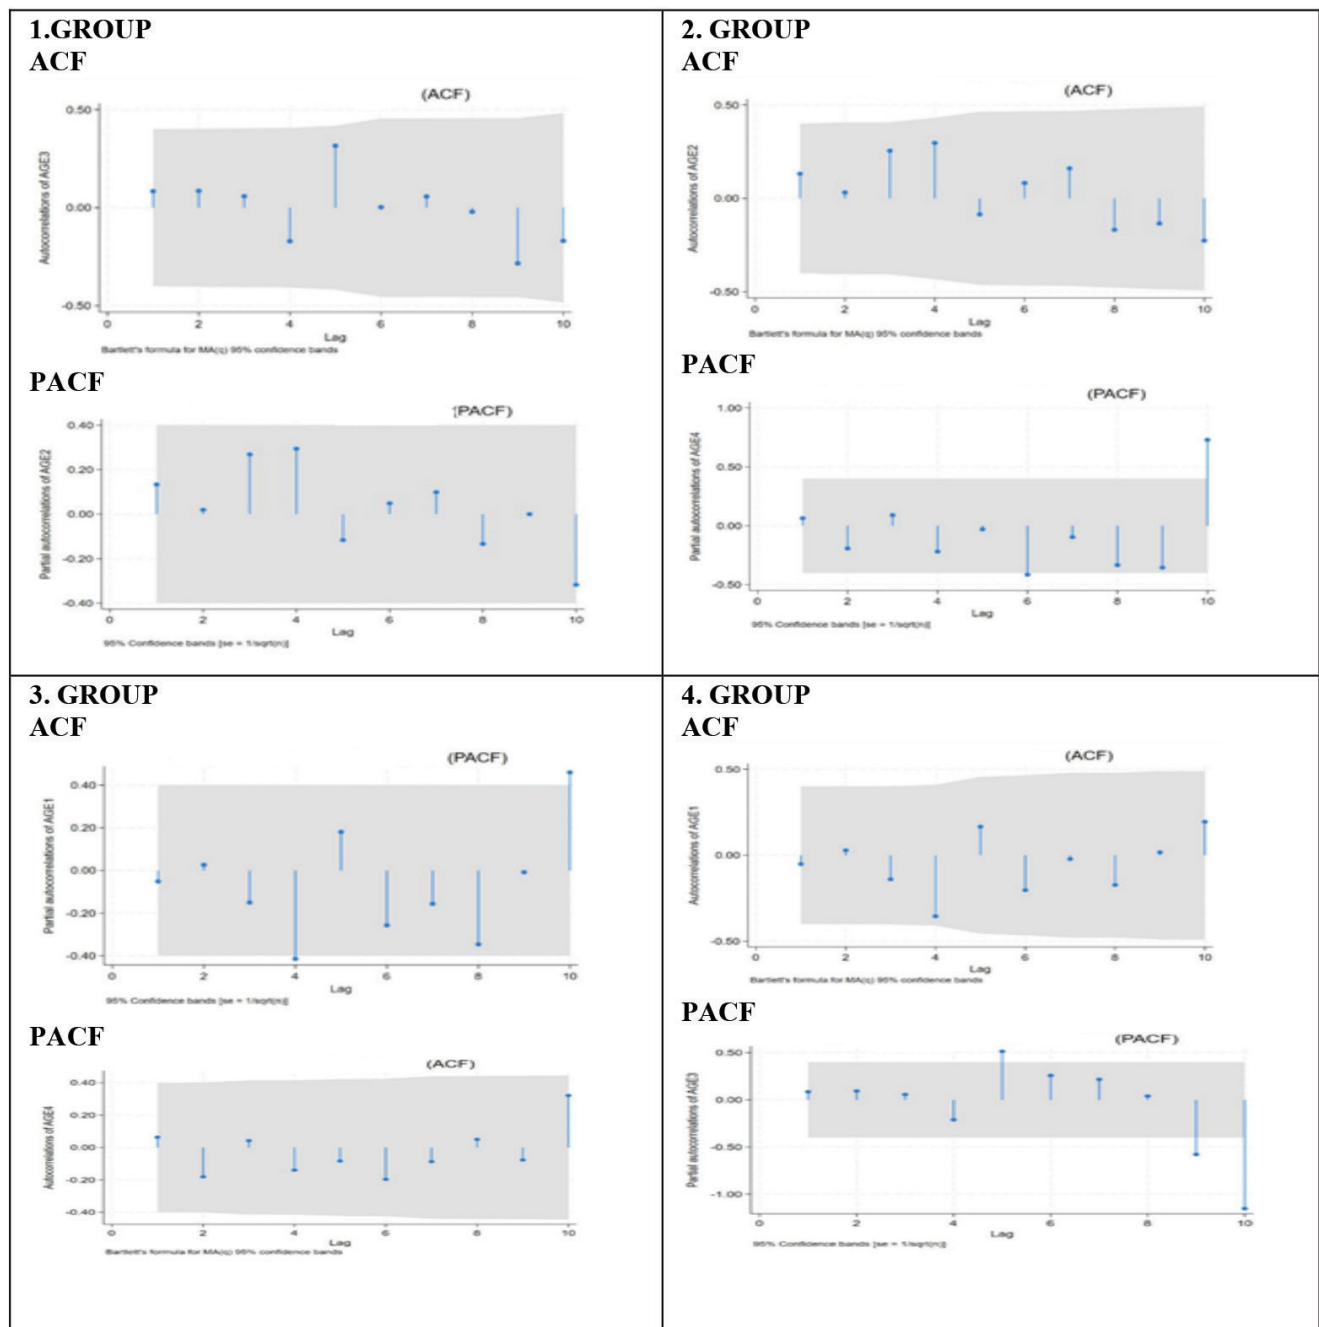 1.GROUP
ACF
(ACF)
Autocorrelations of AGE3
0.50
0.00
-0.50
0 2 4 6 8 10
Lag
Bartlett's formula for MA(q) 95% confidence bands
PACF
(PACF)
Partial autocorrelations of AGE2
0.40
0.20
0.00
-0.20
-0.40
0 2 4 6 8 10
Lag
95% Confidence bands [se = 1/sqrt(n)]
2. GROUP
ACF
(ACF)
Autocorrelations of AGE2
0.50
0.00
-0.50
0 2 4 6 8 10
Lag
Bartlett's formula for MA(q) 95% confidence bands
PACF
(PACF)
Partial autocorrelations of AGE4
1.00
0.50
0.00
-0.50
0 2 4 6 8 10
Lag
95% Confidence bands [se = 1/sqrt(n)]
3. GROUP
ACF
(PACF)
Partial autocorrelations of AGE1
0.40
0.20
0.00
-0.20
-0.40
0 2 4 6 8 10
Lag
95% Confidence bands [se = 1/sqrt(n)]
PACF
(ACF)
Autocorrelations of AGE4
0.40
0.20
0.00
-0.20
-0.40
0 2 4 6 8 10
Lag
Bartlett's formula for MA(q) 95% confidence bands
4. GROUP
ACF
(ACF)
Autocorrelations of AGE1
0.50
0.00
-0.50
0 2 4 6 8 10
Lag
Bartlett's formula for MA(q) 95% confidence bands
PACF
(PACF)
Partial autocorrelations of AGE3
0.50
0.00
-0.50
-1.00
0 2 4 6 8 10
Lag
95% Confidence bands [se = 1/sqrt(n)]